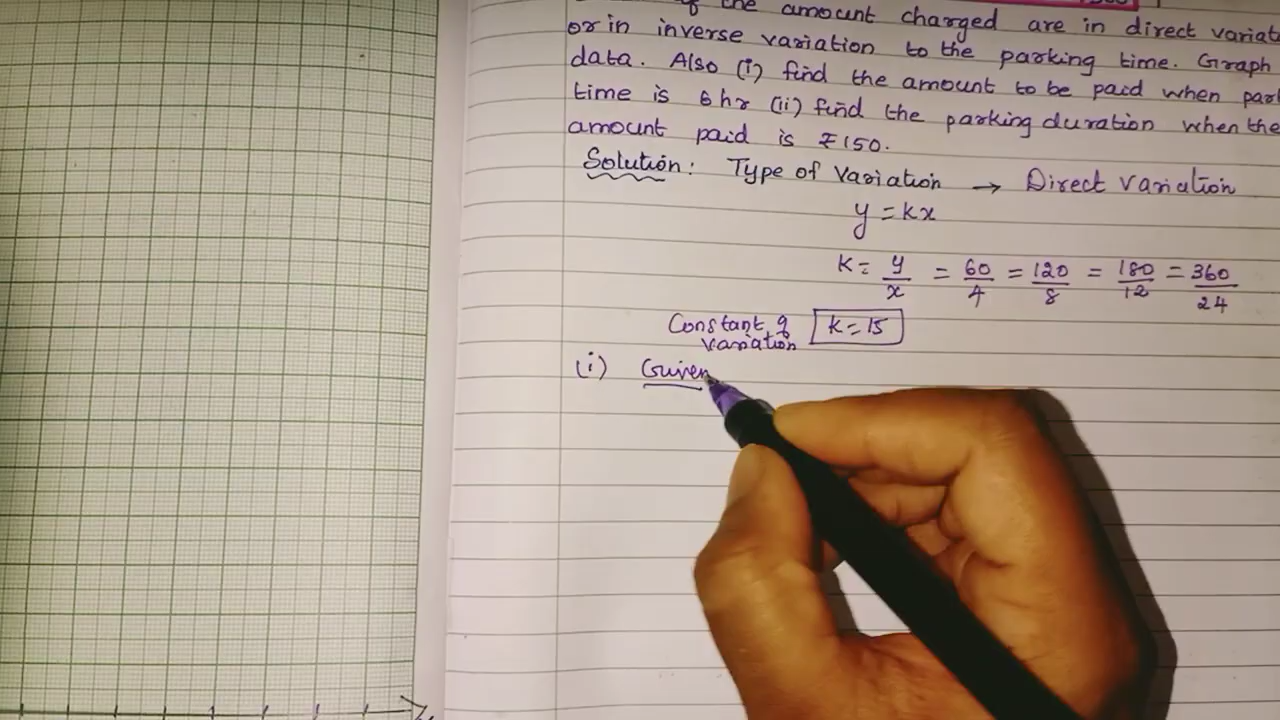 the amount charged are in direct
or in inverse variation to the parking time. Graph
data. Also (i) find the amount to be paid when
time is 6 hr (ii) find the parking duration when the
amount paid is ₹150.
Solution: Type of Variation → Direct variation
y = kx
k = y/x = 60/4 = 120/8 = 180/12 = 360/24
Constant of variation k = 15
(i) Given